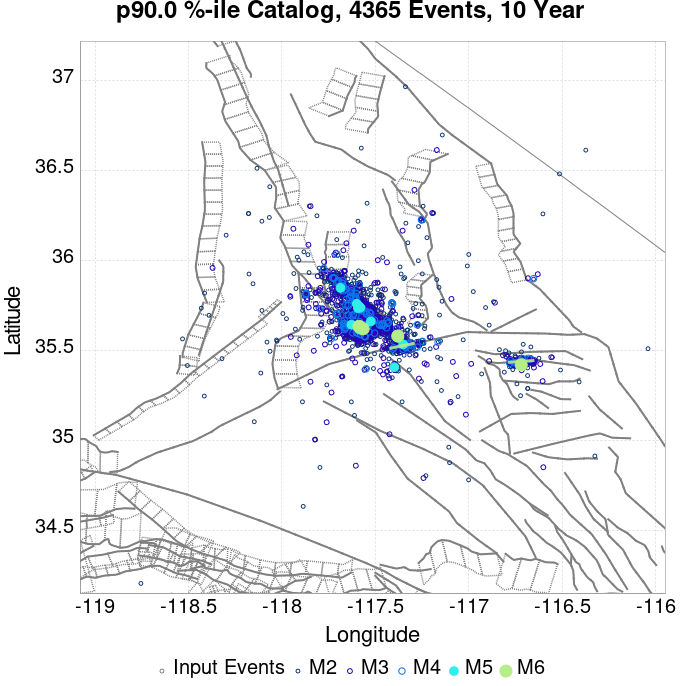 p90.0 %-ile Catalog, 4365 Events, 10 Year
37
36.5
36
35.5
35
34.5
Latitude
-119 -118.5 -118 -117.5 -117 -116.5 -116
Longitude
Input Events M2 M3 M4 M5 M6